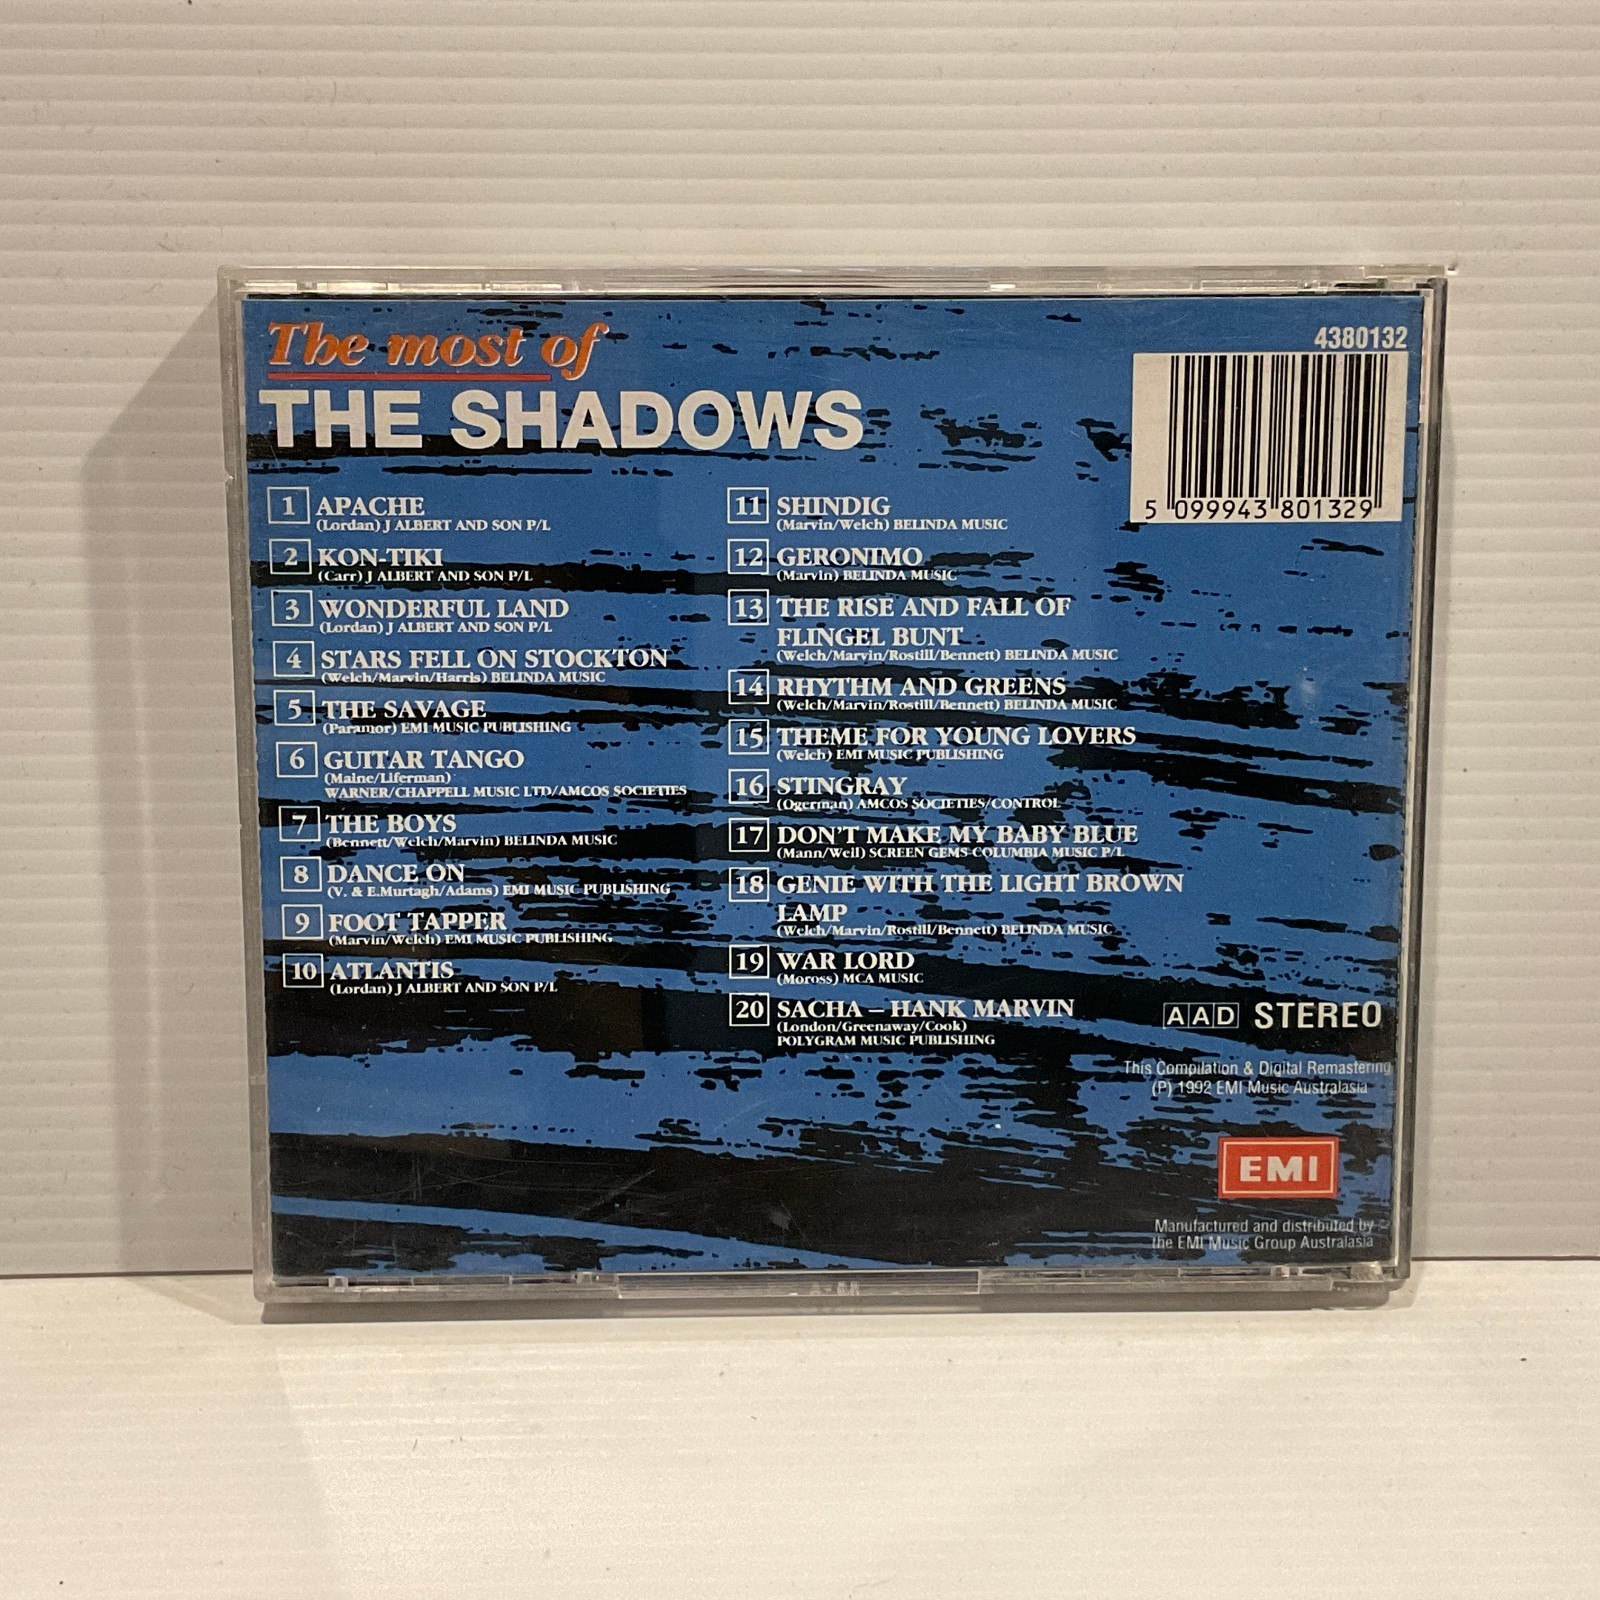 The most of
THE SHADOWS
4380132
5 099943 801329
1 APACHE
(Lordan) J ALBERT AND SON P/L
2 KON-TIKI
(Carr) J ALBERT AND SON P/L
3 WONDERFUL LAND
(Lordan) J ALBERT AND SON P/L
4 STARS FELL ON STOCKTON
(Welch/Marvin/Harris) BELINDA MUSIC
5 THE SAVAGE
(Paramor) EMI MUSIC PUBLISHING
6 GUITAR TANGO
(Maine/Liferman)
WARNER/CHAPPELL MUSIC LTD/AMCOS SOCIETIES
7 THE BOYS
(Bennett/Welch/Marvin) BELINDA MUSIC
8 DANCE ON
(V. & E.Murtagh/Adams) EMI MUSIC PUBLISHING
9 FOOT TAPPER
(Marvin/Welch) EMI MUSIC PUBLISHING
10 ATLANTIS
(Lordan) J ALBERT AND SON P/L
11 SHINDIG
(Marvin/Welch) BELINDA MUSIC
12 GERONIMO
(Marvin) BELINDA MUSIC
13 THE RISE AND FALL OF
FLINGEL BUNT
(Welch/Marvin/Rostill/Bennett) BELINDA MUSIC
14 RHYTHM AND GREENS
(Welch/Marvin/Rostill/Bennett) BELINDA MUSIC
15 THEME FOR YOUNG LOVERS
(Welch) EMI MUSIC PUBLISHING
16 STINGRAY
(Ogerman) AMCOS SOCIETIES/CONTROL
17 DON'T MAKE MY BABY BLUE
(Mann/Weil) SCREEN GEMS-COLUMBIA MUSIC P/L
18 GENIE WITH THE LIGHT BROWN
LAMP
(Welch/Marvin/Rostill/Bennett) BELINDA MUSIC
19 WAR LORD
(Moross) MCA MUSIC
20 SACHA – HANK MARVIN
(London/Greenaway/Cook)
POLYGRAM MUSIC PUBLISHING
AAD STEREO
This Compilation & Digital Remastering
(P) 1992 EMI Music Australasia
EMI
Manufactured and distributed by
the EMI Music Group Australasia